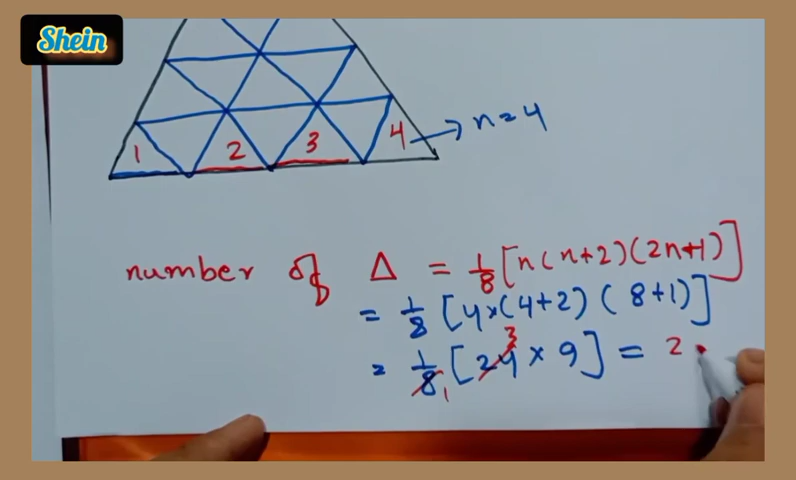 Shein
1 2 3 4 → n = 4
number of Δ = 1/8 [n(n+2)(2n+1)]
= 1/8 [4×(4+2) (8+1)]
= 1/8 1 [24 3 × 9] = 2